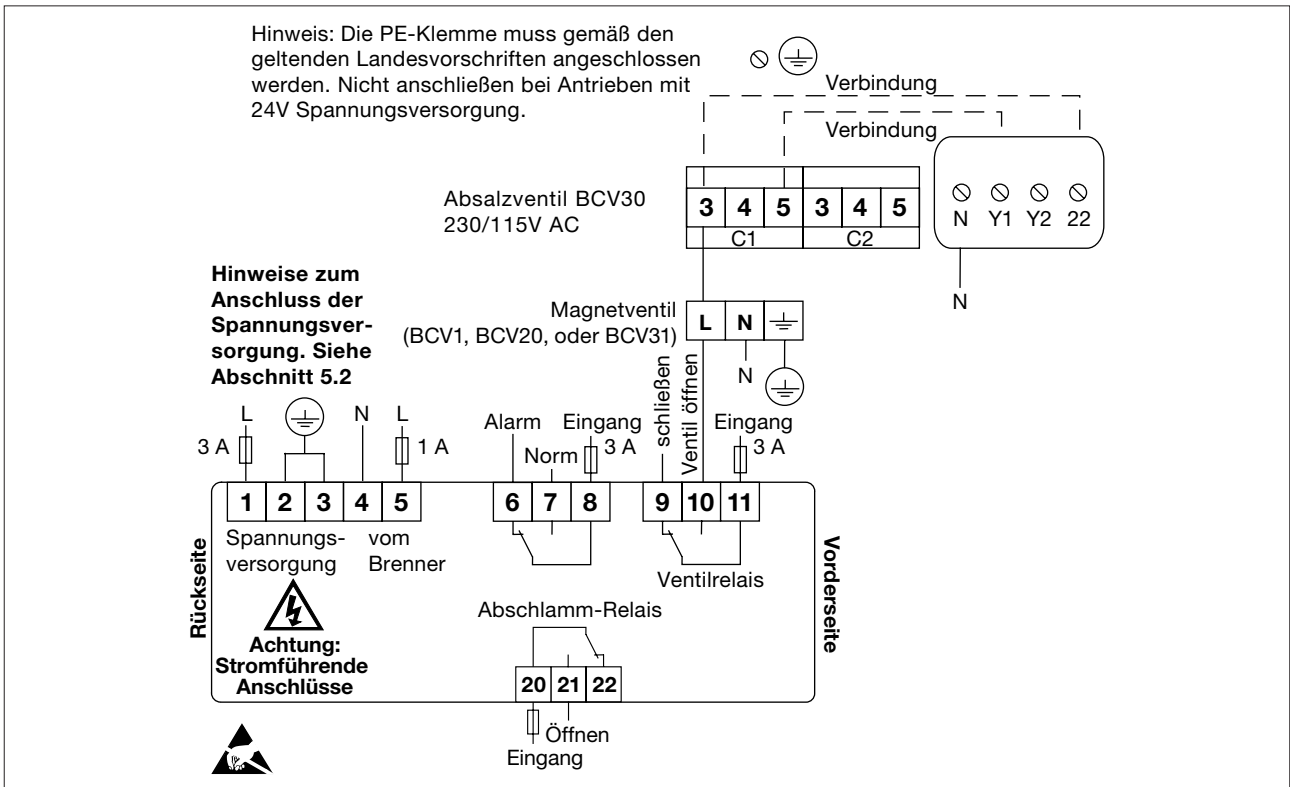 Hinweis: Die PE-Klemme muss gemäß den
geltenden Landesvorschriften angeschlossen
werden. Nicht anschließen bei Antrieben mit
24V Spannungsversorgung.
Verbindung
Verbindung
Absalzventil BCV30
230/115V AC
3 4 5 3 4 5
C1 C2
N Y1 Y2 22
N
Hinweise zum
Anschluss der
Spannungsver-
sorgung. Siehe
Abschnitt 5.2
Magnetventil
(BCV1, BCV20, oder BCV31)
L N
N
L N L
3 A 1 A
Alarm Eingang
Norm 3 A
schließen
Ventil öffnen
Eingang
3 A
1 2 3 4 5
6 7 8
9 10 11
Spannungs-
versorgung
vom
Brenner
Ventilrelais
Rückseite
Vorderseite
Achtung:
Stromführende
Anschlüsse
Abschlamm-Relais
20 21 22
Öffnen
Eingang